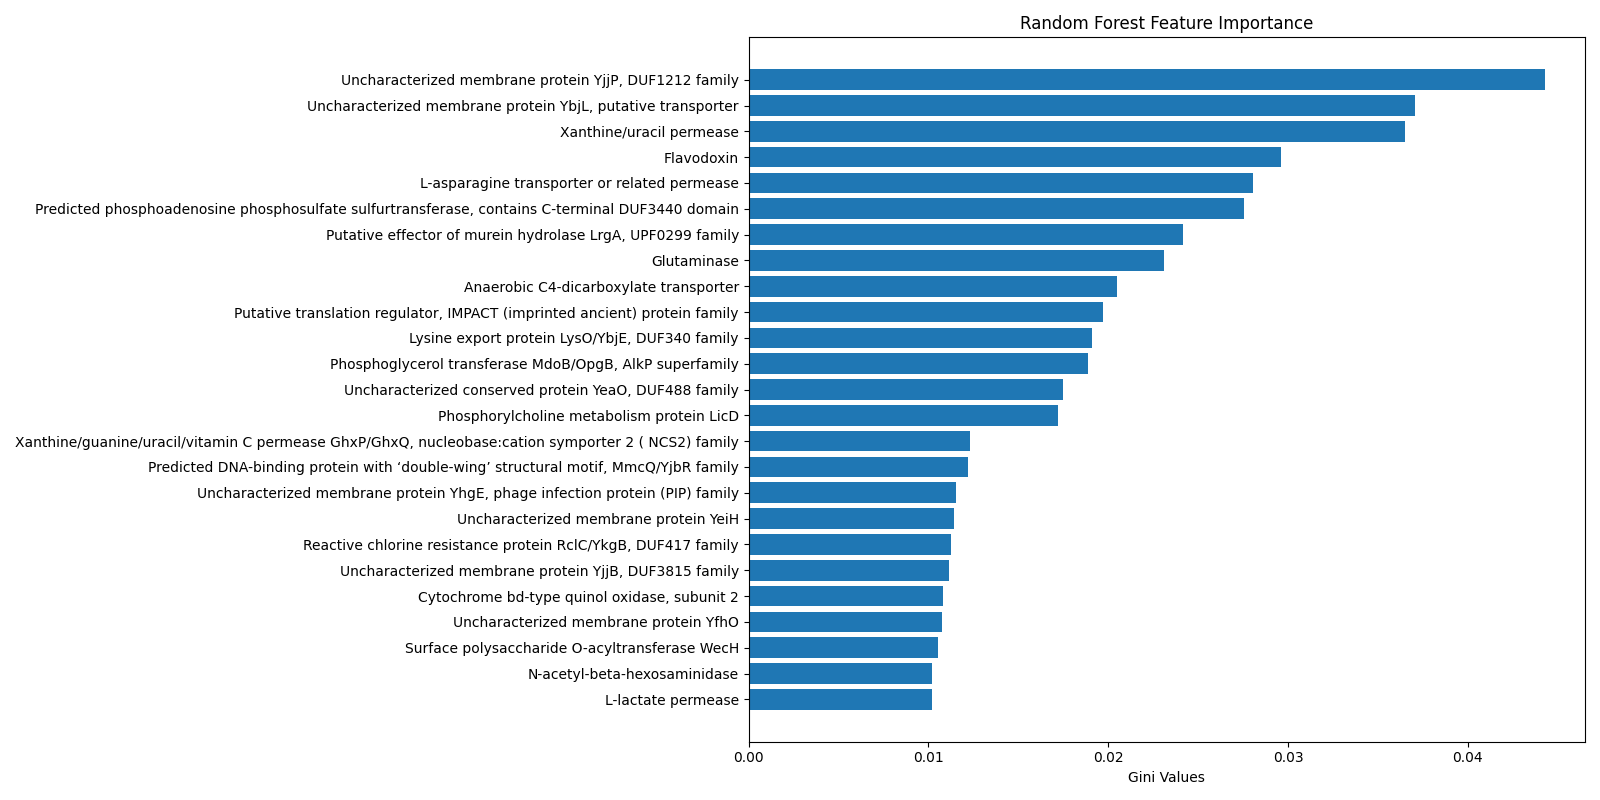 Random Forest Feature Importance
Uncharacterized membrane protein YjjP, DUF1212 family
Uncharacterized membrane protein YbjL, putative transporter
Xanthine/uracil permease
Flavodoxin
L-asparagine transporter or related permease
Predicted phosphoadenosine phosphosulfate sulfurtransferase, contains C-terminal DUF3440 domain
Putative effector of murein hydrolase LrgA, UPF0299 family
Glutaminase
Anaerobic C4-dicarboxylate transporter
Putative translation regulator, IMPACT (imprinted ancient) protein family
Lysine export protein LysO/YbjE, DUF340 family
Phosphoglycerol transferase MdoB/OpgB, AlkP superfamily
Uncharacterized conserved protein YeaO, DUF488 family
Phosphorylcholine metabolism protein LicD
Xanthine/guanine/uracil/vitamin C permease GhxP/GhxQ, nucleobase:cation symporter 2 ( NCS2) family
Predicted DNA-binding protein with ‘double-wing’ structural motif, MmcQ/YjbR family
Uncharacterized membrane protein YhgE, phage infection protein (PIP) family
Uncharacterized membrane protein YeiH
Reactive chlorine resistance protein RclC/YkgB, DUF417 family
Uncharacterized membrane protein YjjB, DUF3815 family
Cytochrome bd-type quinol oxidase, subunit 2
Uncharacterized membrane protein YfhO
Surface polysaccharide O-acyltransferase WecH
N-acetyl-beta-hexosaminidase
L-lactate permease
0.00 0.01 0.02 0.03 0.04
Gini Values